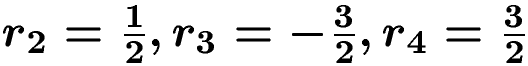 r₂ = 1/2, r₃ = −3/2, r₄ = 3/2